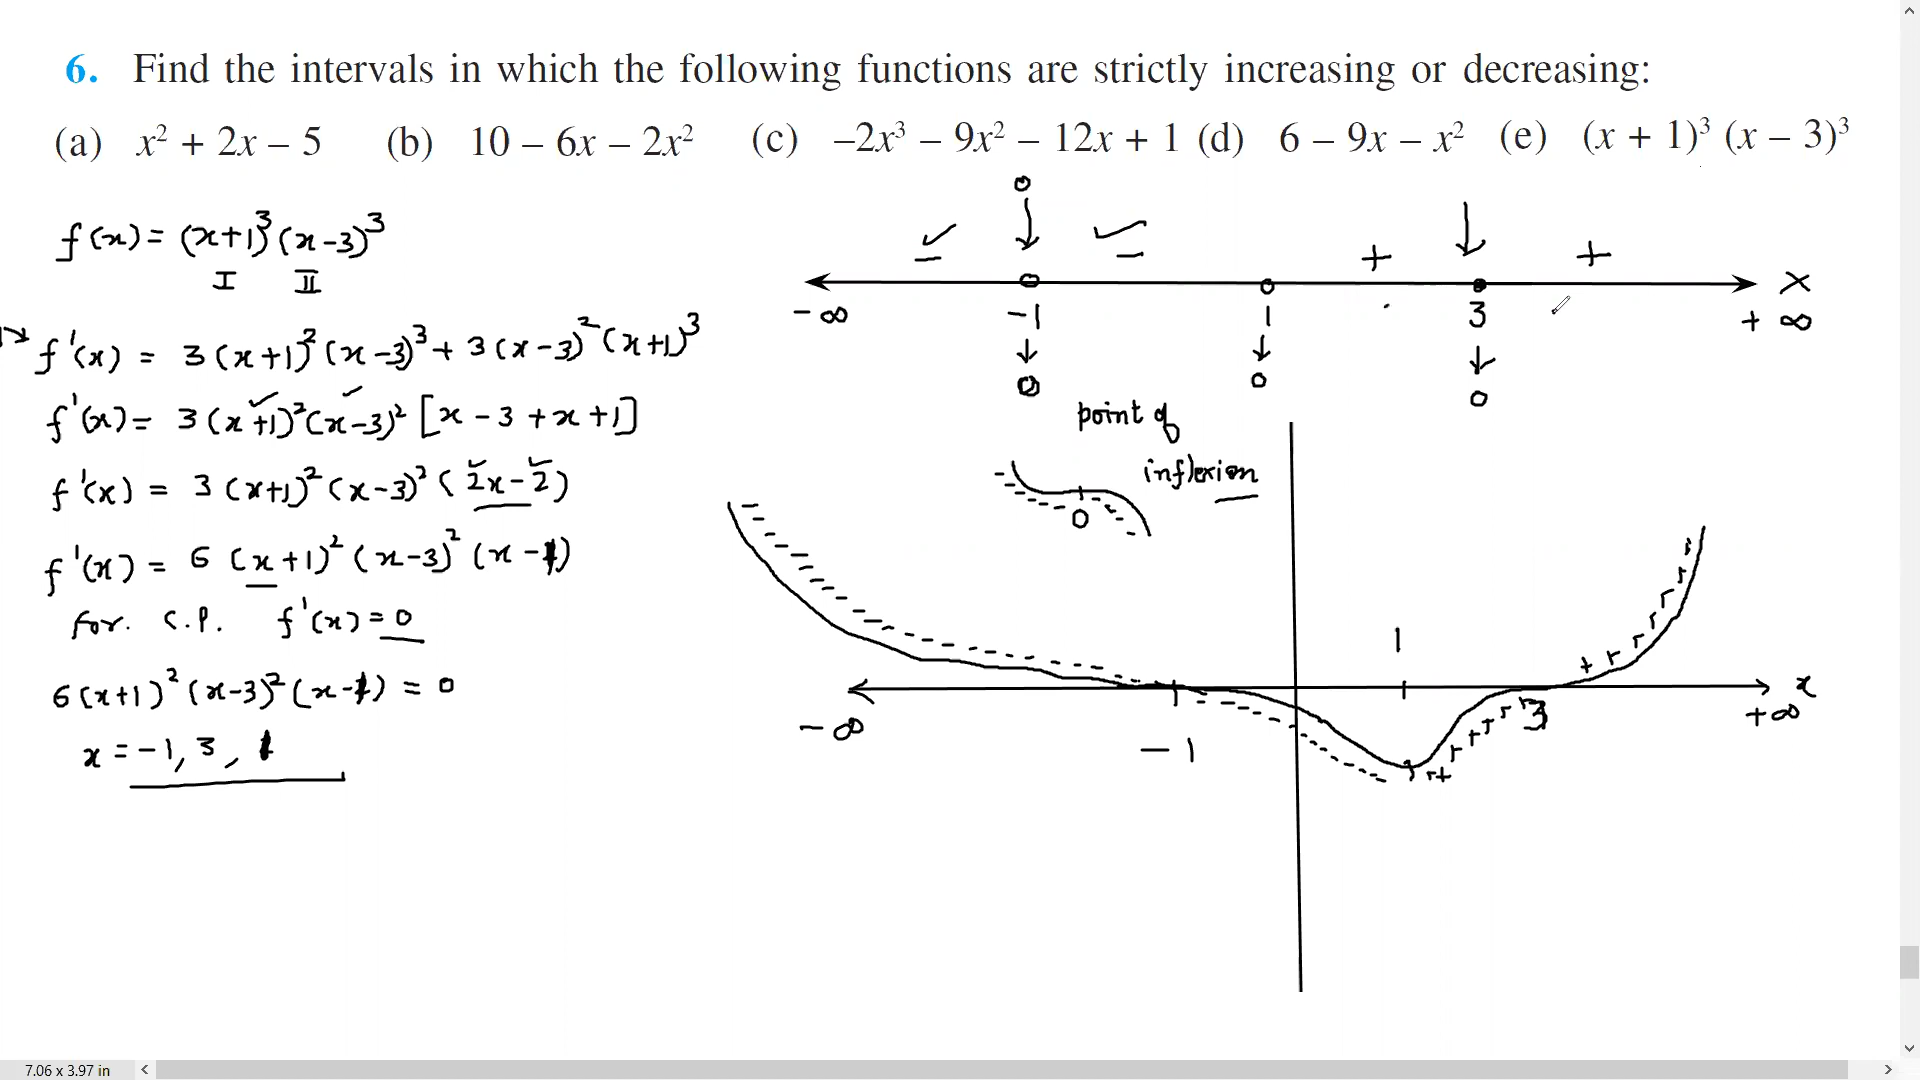 6. Find the intervals in which the following functions are strictly increasing or decreasing:
(a) x² + 2x – 5 (b) 10 – 6x – 2x² (c) –2x³ – 9x² – 12x + 1 (d) 6 – 9x – x² (e) (x + 1)³ (x – 3)³
f(x) = (x+1)³(x-3)³
I II
f'(x) = 3(x+1)²(x-3)³ + 3(x-3)²(x+1)³
f'(x) = 3(x+1)²(x-3)² [x-3+x+1]
f'(x) = 3(x+1)²(x-3)²(2x-2)
f'(x) = 6(x+1)²(x-3)²(x-1)
for. C.P. f'(x) = 0
6(x+1)²(x-3)²(x-1) = 0
x = -1, 3, 1
0
- - + +
-∞ -1 1 3 +∞ X
0 0 0
point of
inflexion
- 0
1
x
-∞ -1 3 +∞
7.06 x 3.97 in